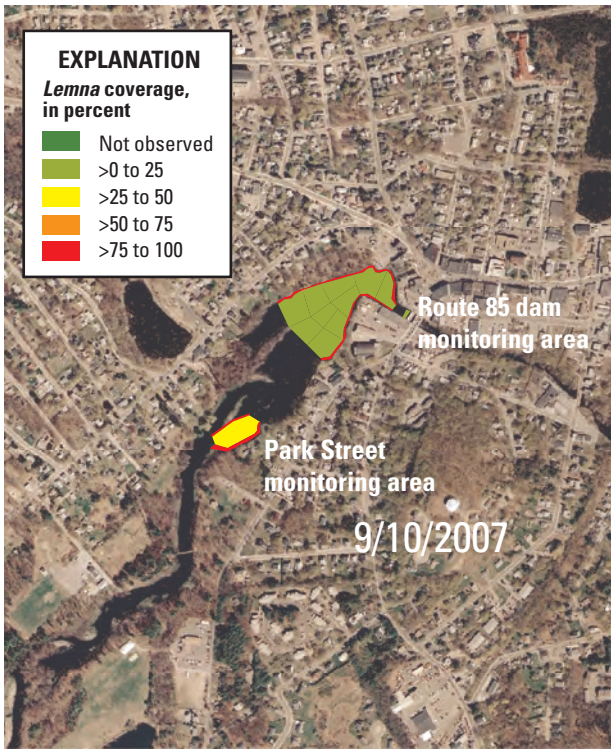 EXPLANATION
Lemna coverage,
in percent
Not observed
>0 to 25
>25 to 50
>50 to 75
>75 to 100
Route 85 dam
monitoring area
Park Street
monitoring area
9/10/2007